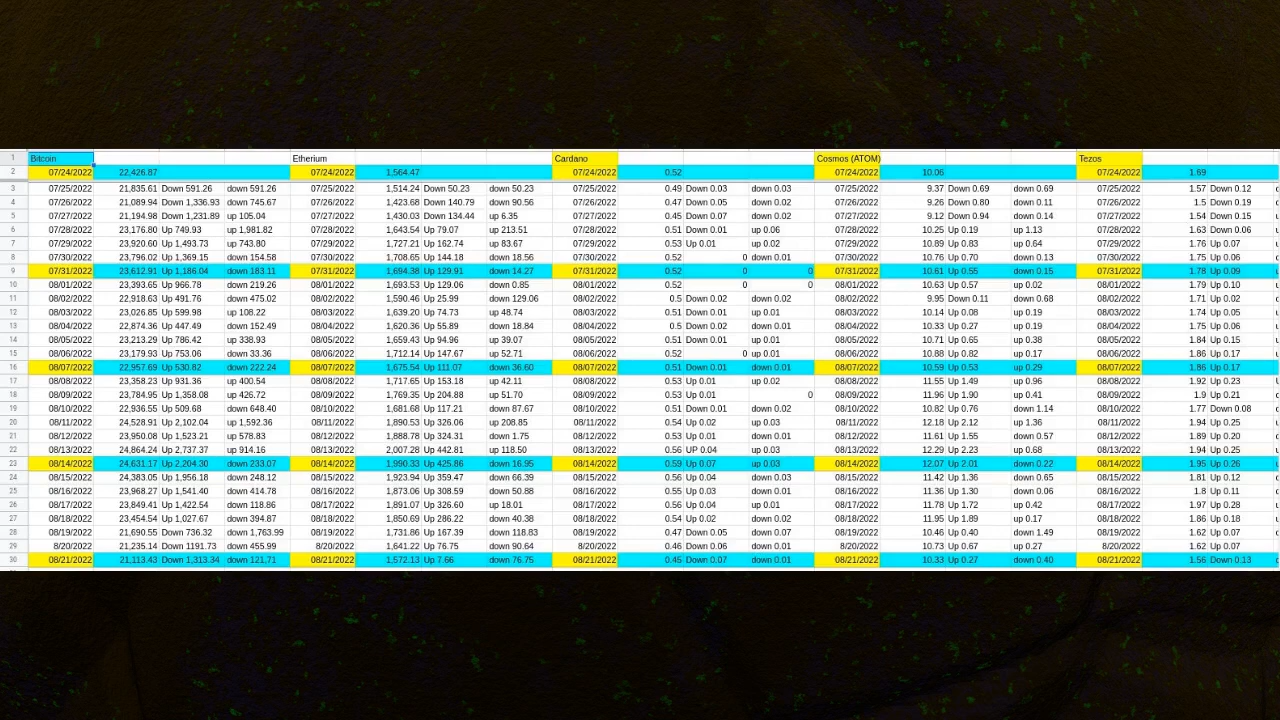 1 Bitcoin Etherium Cardano Cosmos (ATOM) Tezos
2 07/24/2022 22,426.87 07/24/2022 1,564.47 07/24/2022 0.52 07/24/2022 10.06 07/24/2022 1.69
3 07/25/2022 21,835.61 Down 591.26 down 591.26 07/25/2022 1,514.24 Down 50.23 down 50.23 07/25/2022 0.49 Down 0.03 down 0.03 07/25/2022 9.37 Down 0.69 down 0.69 07/25/2022 1.57 Down 0.12
4 07/26/2022 21,089.94 Down 1,336.93 down 745.67 07/26/2022 1,423.68 Down 140.79 down 90.56 07/26/2022 0.47 Down 0.05 down 0.02 07/26/2022 9.26 Down 0.80 down 0.11 07/26/2022 1.5 Down 0.19
5 07/27/2022 21,194.98 Down 1,231.89 up 105.04 07/27/2022 1,430.03 Down 134.44 up 6.35 07/27/2022 0.45 Down 0.07 down 0.02 07/27/2022 9.12 Down 0.94 down 0.14 07/27/2022 1.54 Down 0.15
6 07/28/2022 23,176.80 Up 749.93 up 1,981.82 07/28/2022 1,643.54 Up 79.07 up 213.51 07/28/2022 0.51 Down 0.01 up 0.06 07/28/2022 10.25 Up 0.19 up 1.13 07/28/2022 1.63 Down 0.06
7 07/29/2022 23,920.60 Up 1,493.73 up 743.80 07/29/2022 1,727.21 Up 162.74 up 83.67 07/29/2022 0.53 Up 0.01 up 0.02 07/29/2022 10.89 Up 0.83 up 0.64 07/29/2022 1.76 Up 0.07
8 07/30/2022 23,796.02 Up 1,369.15 down 154.58 07/30/2022 1,708.65 Up 144.18 down 18.56 07/30/2022 0.52 0 down 0.01 07/30/2022 10.76 Up 0.70 down 0.13 07/30/2022 1.75 Up 0.06
9 07/31/2022 23,612.91 Up 1,186.04 down 183.11 07/31/2022 1,694.38 Up 129.91 down 14.27 07/31/2022 0.52 0 0 07/31/2022 10.61 Up 0.55 down 0.15 07/31/2022 1.78 Up 0.09
10 08/01/2022 23,393.65 Up 966.78 down 219.26 08/01/2022 1,693.53 Up 129.06 down 0.85 08/01/2022 0.52 0 0 08/01/2022 10.63 Up 0.57 up 0.02 08/01/2022 1.79 Up 0.10
11 08/02/2022 22,918.63 Up 491.76 down 475.02 08/02/2022 1,590.46 Up 25.99 down 129.06 08/02/2022 0.5 Down 0.02 down 0.02 08/02/2022 9.95 Down 0.11 down 0.68 08/02/2022 1.71 Up 0.02
12 08/03/2022 23,026.85 Up 599.98 up 108.22 08/03/2022 1,639.20 Up 74.73 up 48.74 08/03/2022 0.51 Down 0.01 up 0.01 08/03/2022 10.14 Up 0.08 up 0.19 08/03/2022 1.74 Up 0.05
13 08/04/2022 22,874.36 Up 447.49 down 152.49 08/04/2022 1,620.36 Up 55.89 down 18.84 08/04/2022 0.5 Down 0.02 down 0.01 08/04/2022 10.33 Up 0.27 up 0.19 08/04/2022 1.75 Up 0.06
14 08/05/2022 23,213.29 Up 786.42 up 338.93 08/05/2022 1,659.43 Up 94.96 up 39.07 08/05/2022 0.51 Down 0.01 up 0.01 08/05/2022 10.71 Up 0.65 up 0.38 08/05/2022 1.84 Up 0.15
15 08/06/2022 23,179.93 Up 753.06 down 33.36 08/06/2022 1,712.14 Up 147.67 up 52.71 08/06/2022 0.52 0 up 0.01 08/06/2022 10.88 Up 0.82 up 0.17 08/06/2022 1.86 Up 0.17
16 08/07/2022 22,957.69 Up 530.82 down 222.24 08/07/2022 1,675.54 Up 111.07 down 36.60 08/07/2022 0.51 Down 0.01 down 0.01 08/07/2022 10.59 Up 0.53 up 0.29 08/07/2022 1.86 Up 0.17
17 08/08/2022 23,358.23 Up 931.36 up 400.54 08/08/2022 1,717.65 Up 153.18 up 42.11 08/08/2022 0.53 Up 0.01 up 0.02 08/08/2022 11.55 Up 1.49 up 0.96 08/08/2022 1.92 Up 0.23
18 08/09/2022 23,784.95 Up 1,358.08 up 426.72 08/09/2022 1,769.35 Up 204.88 up 51.70 08/09/2022 0.53 Up 0.01 0 08/09/2022 11.96 Up 1.90 up 0.41 08/09/2022 1.9 Up 0.21
19 08/10/2022 22,936.55 Up 509.68 down 648.40 08/10/2022 1,681.68 Up 117.21 down 87.67 08/10/2022 0.51 Down 0.01 down 0.02 08/10/2022 10.82 Up 0.76 down 1.14 08/10/2022 1.77 Down 0.08
20 08/11/2022 24,528.91 Up 2,102.04 up 1,592.36 08/11/2022 1,890.53 Up 326.06 up 208.85 08/11/2022 0.54 Up 0.02 up 0.03 08/11/2022 12.18 Up 2.12 up 1.36 08/11/2022 1.94 Up 0.25
21 08/12/2022 23,950.08 Up 1,523.21 up 578.83 08/12/2022 1,888.78 Up 324.31 down 1.75 08/12/2022 0.53 Up 0.01 down 0.01 08/12/2022 11.61 Up 1.55 down 0.57 08/12/2022 1.89 Up 0.20
22 08/13/2022 24,864.24 Up 2,737.37 up 914.16 08/13/2022 2,007.28 Up 442.81 up 118.50 08/13/2022 0.56 UP 0.04 up 0.03 08/13/2022 12.29 Up 2.23 up 0.68 08/13/2022 1.94 Up 0.25
23 08/14/2022 24,631.17 Up 2,204.30 down 233.07 08/14/2022 1,990.33 Up 425.86 down 16.95 08/14/2022 0.59 Up 0.07 up 0.03 08/14/2022 12.07 Up 2.01 down 0.22 08/14/2022 1.95 Up 0.26
24 08/15/2022 24,383.05 Up 1,956.18 down 248.12 08/15/2022 1,923.94 Up 359.47 down 66.39 08/15/2022 0.56 Up 0.04 down 0.03 08/15/2022 11.42 Up 1.36 down 0.65 08/15/2022 1.81 Up 0.12
25 08/16/2022 23,968.27 Up 1,541.40 down 414.78 08/16/2022 1,873.06 Up 308.59 down 50.88 08/16/2022 0.55 Up 0.03 down 0.01 08/16/2022 11.36 Up 1.30 down 0.06 08/16/2022 1.8 Up 0.11
26 08/17/2022 23,849.41 Up 1,422.54 down 118.86 08/17/2022 1,891.07 Up 326.60 up 18.01 08/17/2022 0.56 Up 0.04 up 0.01 08/17/2022 11.78 Up 1.72 up 0.42 08/17/2022 1.97 Up 0.28
27 08/18/2022 23,454.54 Up 1,027.67 down 394.87 08/18/2022 1,850.69 Up 286.22 down 40.38 08/18/2022 0.54 Up 0.02 down 0.02 08/18/2022 11.95 Up 1.89 up 0.17 08/18/2022 1.86 Up 0.18
28 08/19/2022 21,690.55 Down 736.32 down 1,763.99 08/19/2022 1,731.86 Up 167.39 down 118.83 08/19/2022 0.47 Down 0.05 down 0.07 08/19/2022 10.46 Up 0.40 down 1.49 08/19/2022 1.62 Up 0.07
29 8/20/2022 21,235.14 Down 1191.73 down 455.99 8/20/2022 1,641.22 Up 76.75 down 90.64 8/20/2022 0.46 Down 0.06 down 0.01 8/20/2022 10.73 Up 0.67 up 0.27 8/20/2022 1.62 Up 0.07
30 08/21/2022 21,113.43 Down 1,313.34 down 121,71 08/21/2022 1,572.13 Up 7.66 down 76.75 08/21/2022 0.45 Down 0.07 down 0.01 08/21/2022 10.33 Up 0.27 down 0.40 08/21/2022 1.56 Down 0.13